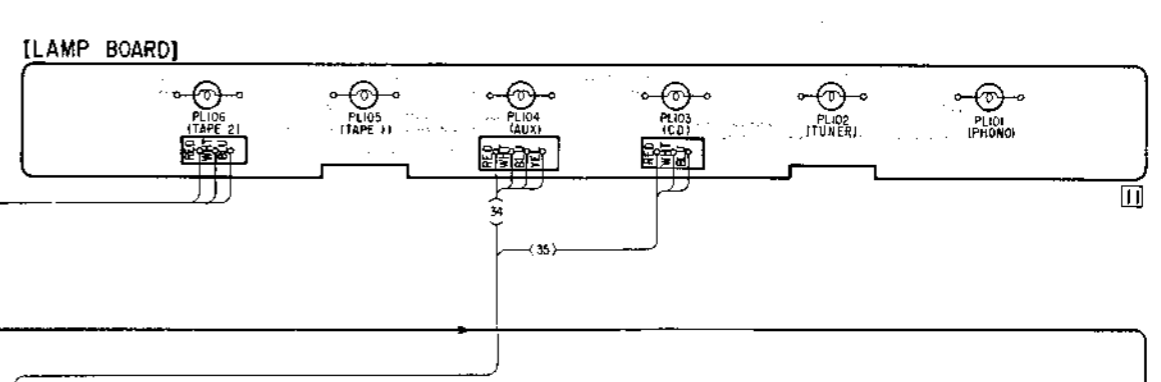 [LAMP BOARD]
PL106 PL105 PL104 PL103 PL102 PL101
(TAPE 2) (TAPE 1) (AUX) (CD) (TUNER) (PHONO)
RED WHT BLU RED WHT BLU YEL RED WHT BLU
11
34
35